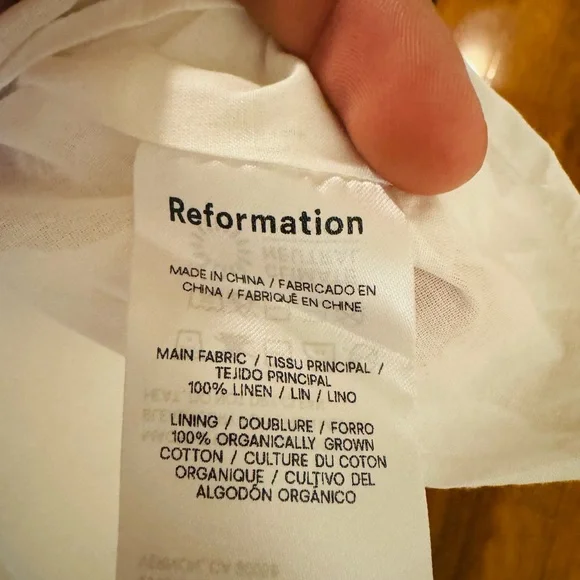 Reformation
MADE IN CHINA / FABRICADO EN
CHINA / FABRIQUÉ EN CHINE
MAIN FABRIC / TISSU PRINCIPAL /
TEJIDO PRINCIPAL
100% LINEN / LIN / LINO
LINING / DOUBLURE / FORRO
100% ORGANICALLY GROWN
COTTON / CULTURE DU COTON
ORGANIQUE / CULTIVO DEL
ALGODÓN ORGÁNICO